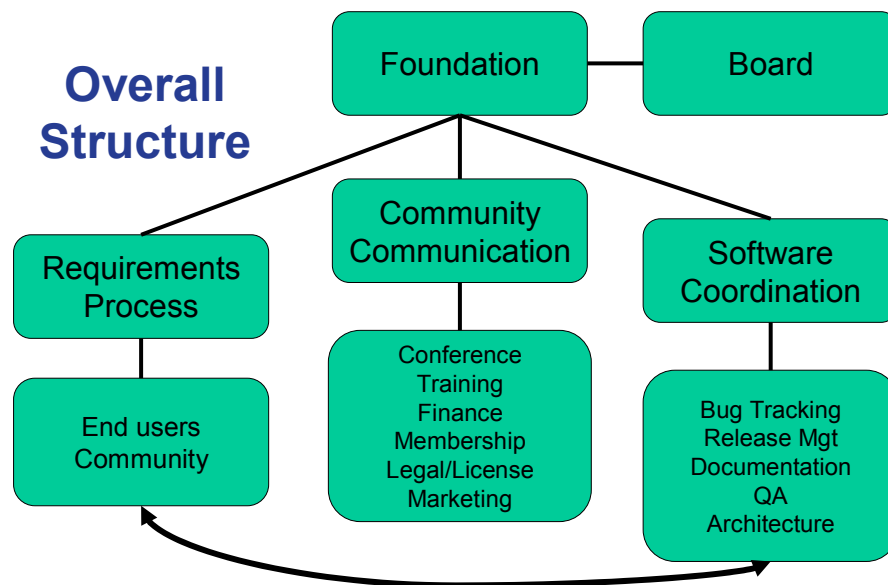 Overall
Structure
Foundation
Board
Requirements
Process
Community
Communication
Software
Coordination
End users
Community
Conference
Training
Finance
Membership
Legal/License
Marketing
Bug Tracking
Release Mgt
Documentation
QA
Architecture